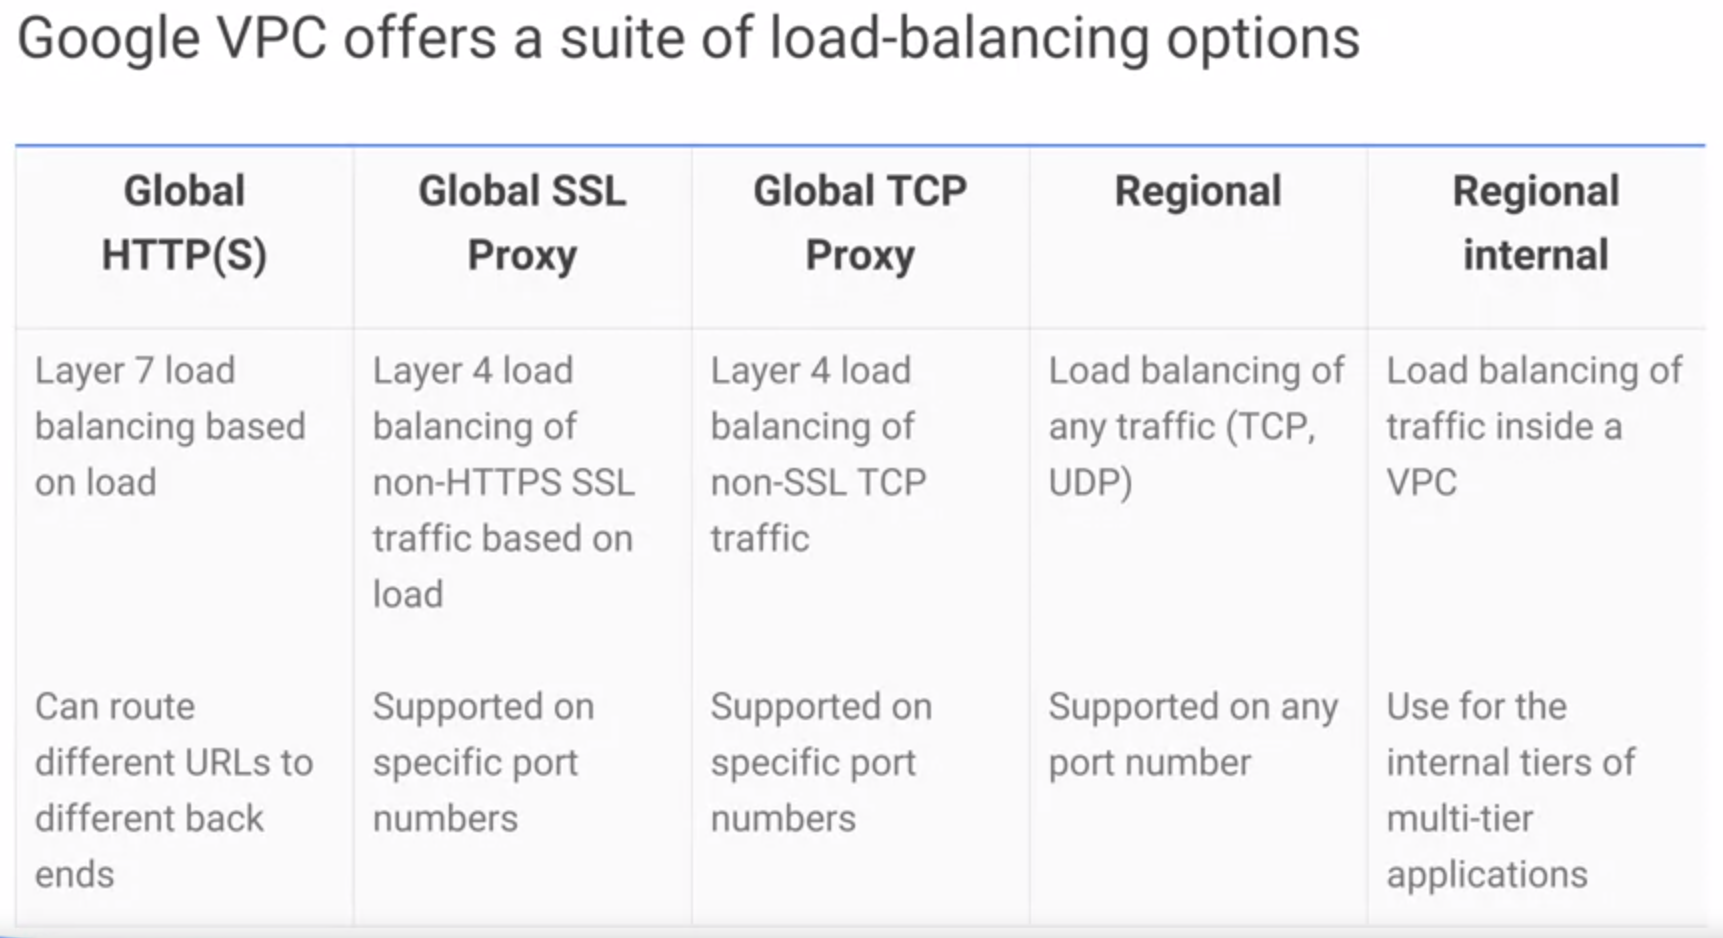 Google VPC offers a suite of load-balancing options
Global
HTTP(S)
Global SSL
Proxy
Global TCP
Proxy
Regional
Regional
internal
Layer 7 load
balancing based
on load
Layer 4 load
balancing of
non-HTTPS SSL
traffic based on
load
Layer 4 load
balancing of
non-SSL TCP
traffic
Load balancing of
any traffic (TCP,
UDP)
Load balancing of
traffic inside a
VPC
Can route
different URLs to
different back
ends
Supported on
specific port
numbers
Supported on
specific port
numbers
Supported on any
port number
Use for the
internal tiers of
multi-tier
applications